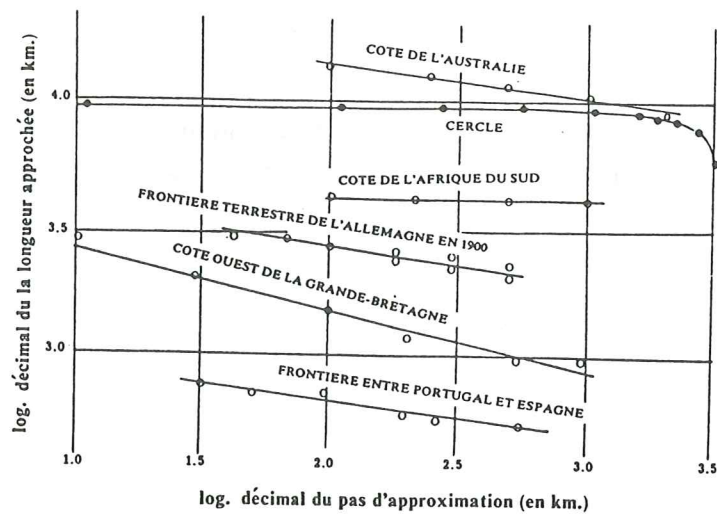 log. décimal du la longueur approchée (en km.)
COTE DE L'AUSTRALIE
4.0
CERCLE
COTE DE L'AFRIQUE DU SUD
FRONTIERE TERRESTRE DE L'ALLEMAGNE EN 1900
3.5
COTE OUEST DE LA GRANDE-BRETAGNE
3.0
FRONTIERE ENTRE PORTUGAL ET ESPAGNE
1.0 1.5 2.0 2.5 3.0 3.5
log. décimal du pas d'approximation (en km.)